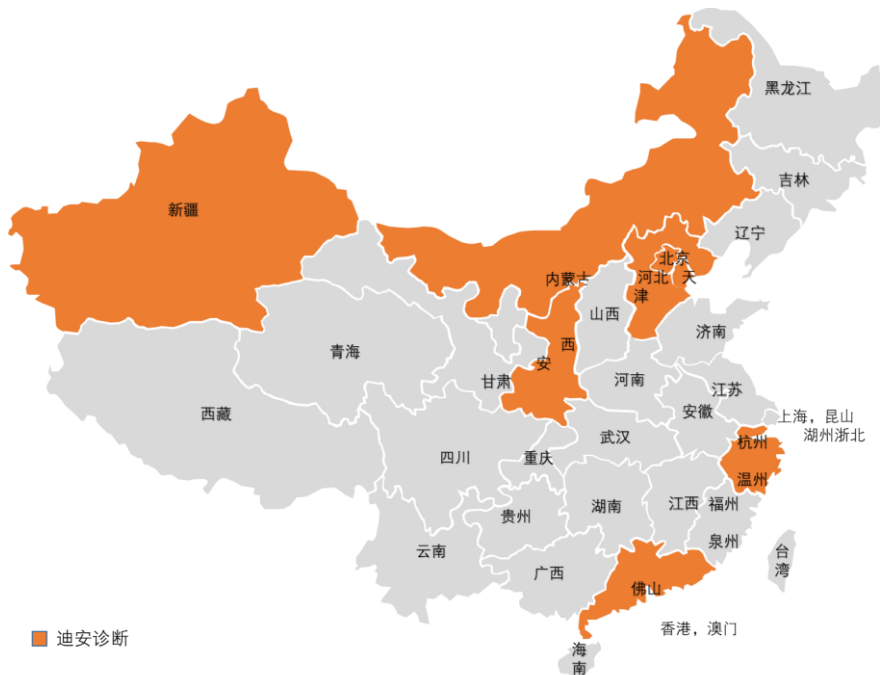 黑龙江
吉林
新疆
辽宁
北京
内蒙古
河北
天津
山西
济南
西安
青海
甘肃
河南
江苏
西藏
安徽
上海，昆山
湖州浙北
武汉
杭州
四川
重庆
温州
湖南
江西
福州
贵州
泉州
云南
台湾
广西
佛山
香港，澳门
迪安诊断
海南